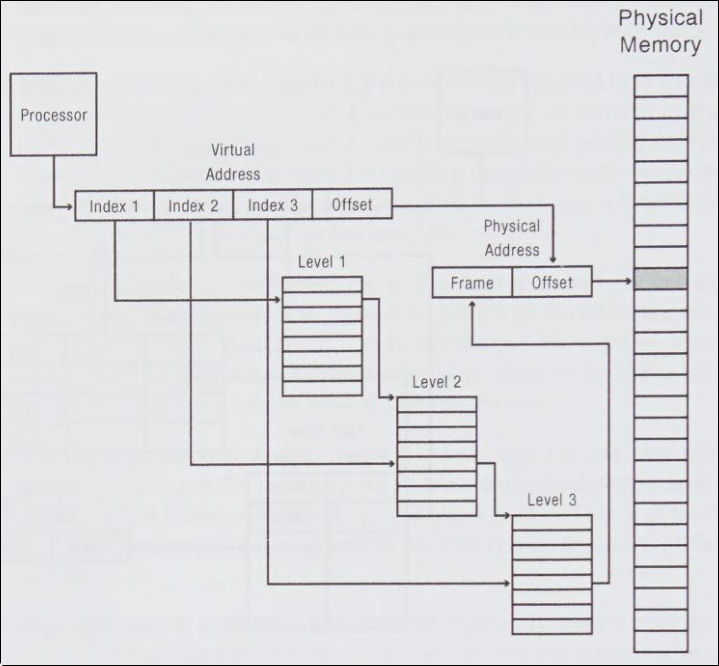 Physical
Memory
Processor
Virtual
Address
Index 1 Index 2 Index 3 Offset
Physical
Address
Level 1
Frame Offset
Level 2
Level 3